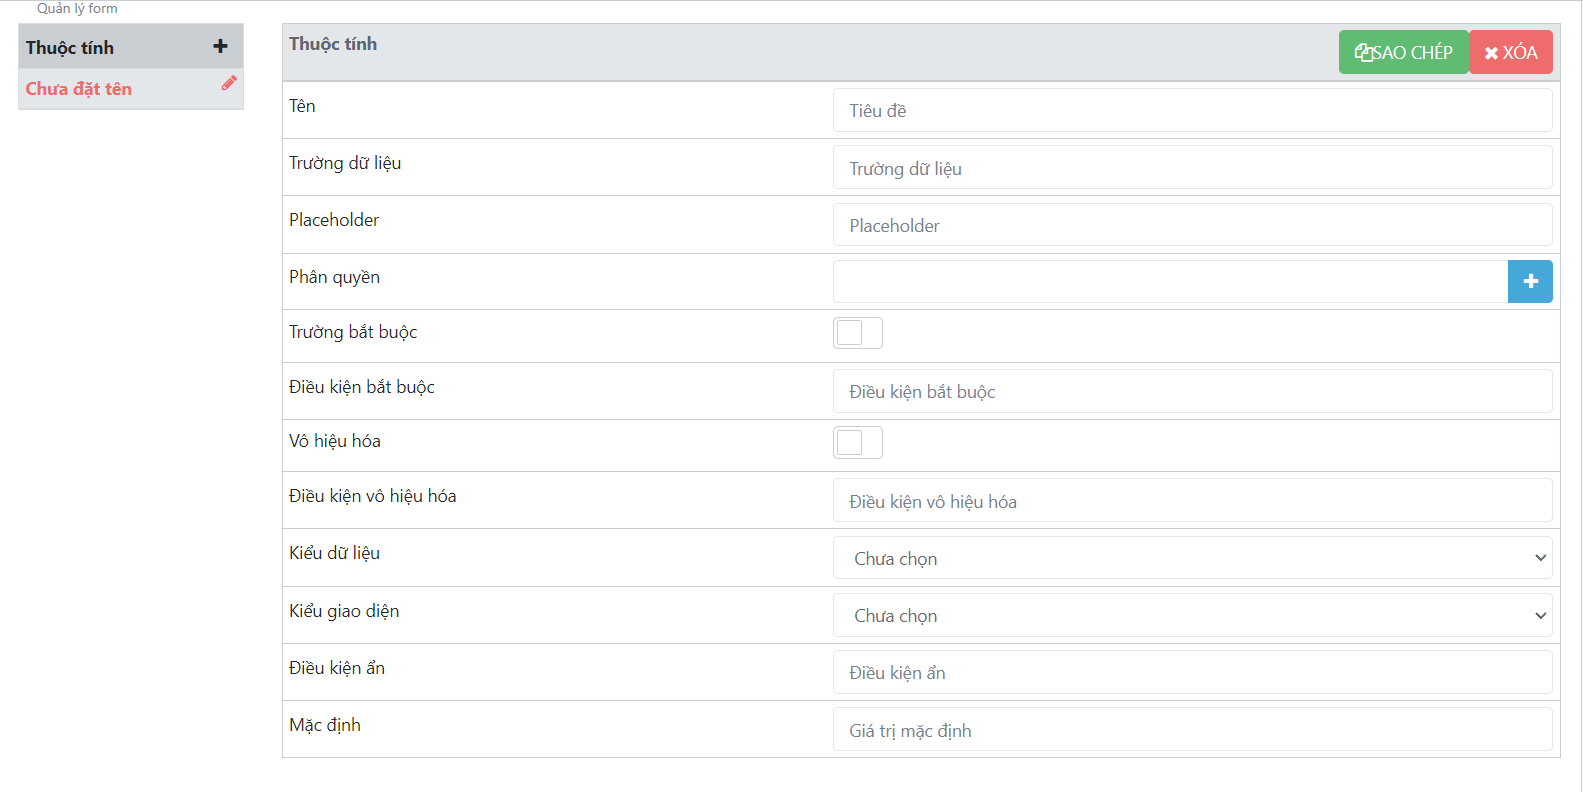 Quản lý form
Thuộc tính
Chưa đặt tên
Thuộc tính
SAO CHÉP
XÓA
Tên
Tiêu đề
Trường dữ liệu
Trường dữ liệu
Placeholder
Placeholder
Phân quyền
Trường bắt buộc
Điều kiện bắt buộc
Điều kiện bắt buộc
Vô hiệu hóa
Điều kiện vô hiệu hóa
Điều kiện vô hiệu hóa
Kiểu dữ liệu
Chưa chọn
Kiểu giao diện
Chưa chọn
Điều kiện ẩn
Điều kiện ẩn
Mặc định
Giá trị mặc định